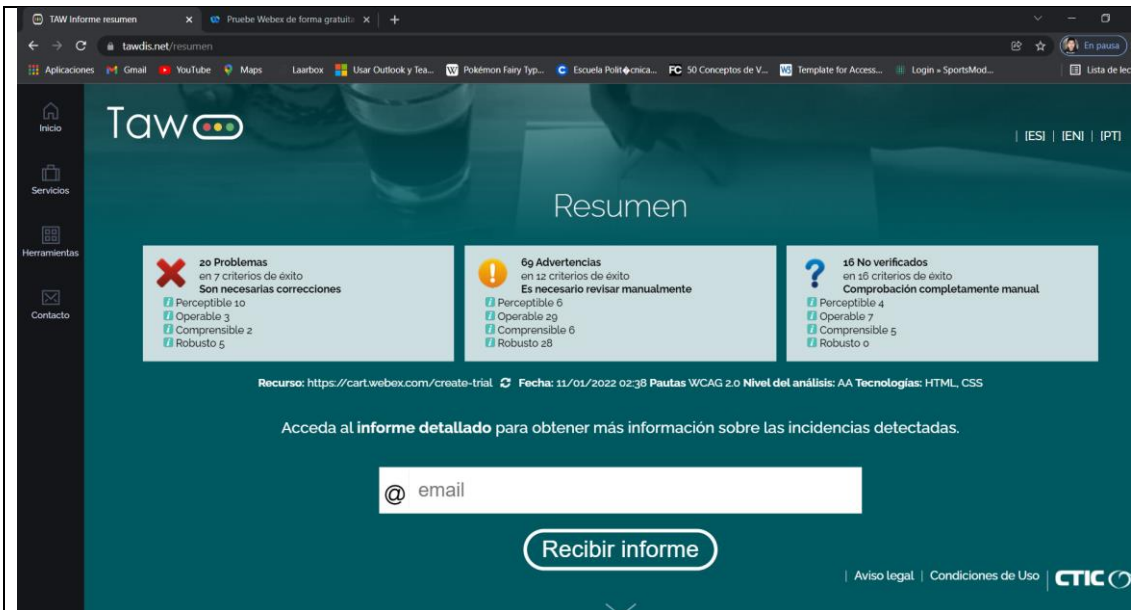 TAW Informe resumen
Pruebe Webex de forma gratuita
tawdis.net/resumen
En pausa
Aplicaciones Gmail YouTube Maps Laarbox Usar Outlook y Tea... Pokémon Fairy Typ... Escuela Polit�cnica... 50 Conceptos de V... Template for Access... Login » SportsMod... Lista de lec
Inicio
Servicios
Herramientas
Contacto
Taw
| [ES] | [EN] | [PT]
Resumen
20 Problemas
en 7 criterios de éxito
Son necesarias correcciones
Perceptible 10
Operable 3
Comprensible 2
Robusto 5
69 Advertencias
en 12 criterios de éxito
Es necesario revisar manualmente
Perceptible 6
Operable 29
Comprensible 6
Robusto 28
16 No verificados
en 16 criterios de éxito
Comprobación completamente manual
Perceptible 4
Operable 7
Comprensible 5
Robusto 0
Recurso: https://cart.webex.com/create-trial Fecha: 11/01/2022 02:38 Pautas WCAG 2.0 Nivel del análisis: AA Tecnologías: HTML, CSS
Acceda al informe detallado para obtener más información sobre las incidencias detectadas.
@ email
Recibir informe
| Aviso legal | Condiciones de Uso | CTIC